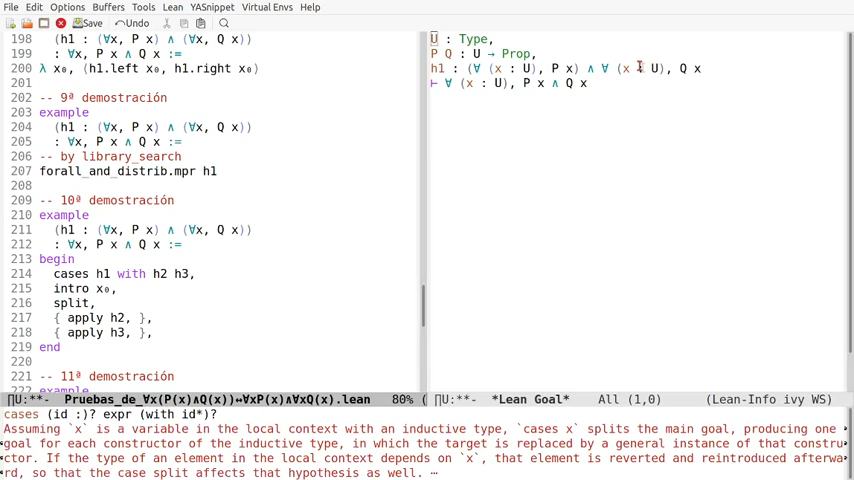 File Edit Options Buffers Tools Lean YASnippet Virtual Envs Help
Save Undo
198 (h1 : (∀x, P x) ∧ (∀x, Q x))
199 : ∀x, P x ∧ Q x :=
200 λ x₀, ⟨h1.left x₀, h1.right x₀⟩
201
202 -- 9ª demostración
203 example
204 (h1 : (∀x, P x) ∧ (∀x, Q x))
205 : ∀x, P x ∧ Q x :=
206 -- by library_search
207 forall_and_distrib.mpr h1
208
209 -- 10ª demostración
210 example
211 (h1 : (∀x, P x) ∧ (∀x, Q x))
212 : ∀x, P x ∧ Q x :=
213 begin
214 cases h1 with h2 h3,
215 intro x₀,
216 split,
217 { apply h2, },
218 { apply h3, },
219 end
220
221 -- 11ª demostración
222 example
∏U:**- Pruebas_de_∀x(P(x)∧Q(x))↔∀xP(x)∧∀xQ(x).lean 80% (
U : Type,
P Q : U → Prop,
h1 : (∀ (x : U), P x) ∧ ∀ (x : U), Q x
⊢ ∀ (x : U), P x ∧ Q x
∏U:**- *Lean Goal* All (1,0) (Lean-Info ivy WS)
cases (id :)? expr (with id*)?
Assuming `x` is a variable in the local context with an inductive type, `cases x` splits the main goal, producing one
goal for each constructor of the inductive type, in which the target is replaced by a general instance of that constru
ctor. If the type of an element in the local context depends on `x`, that element is reverted and reintroduced afterwa
rd, so that the case split affects that hypothesis as well. ⋯